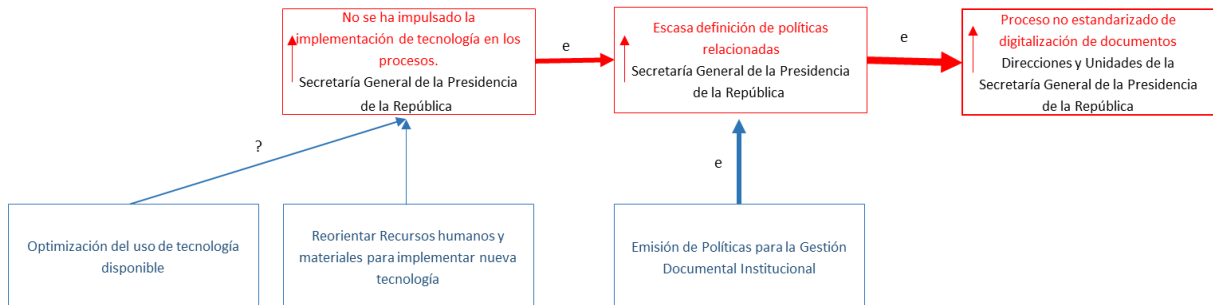 No se ha impulsado la
implementación de tecnología en los
procesos.
Secretaría General de la Presidencia
de la República
e
Escasa definición de políticas
relacionadas
Secretaría General de la Presidencia
de la República
e
Proceso no estandarizado de
digitalización de documentos
Direcciones y Unidades de la
Secretaría General de la Presidencia
de la República
?
e
Optimización del uso de tecnología
disponible
Reorientar Recursos humanos y
materiales para implementar nueva
tecnología
Emisión de Políticas para la Gestión
Documental Institucional